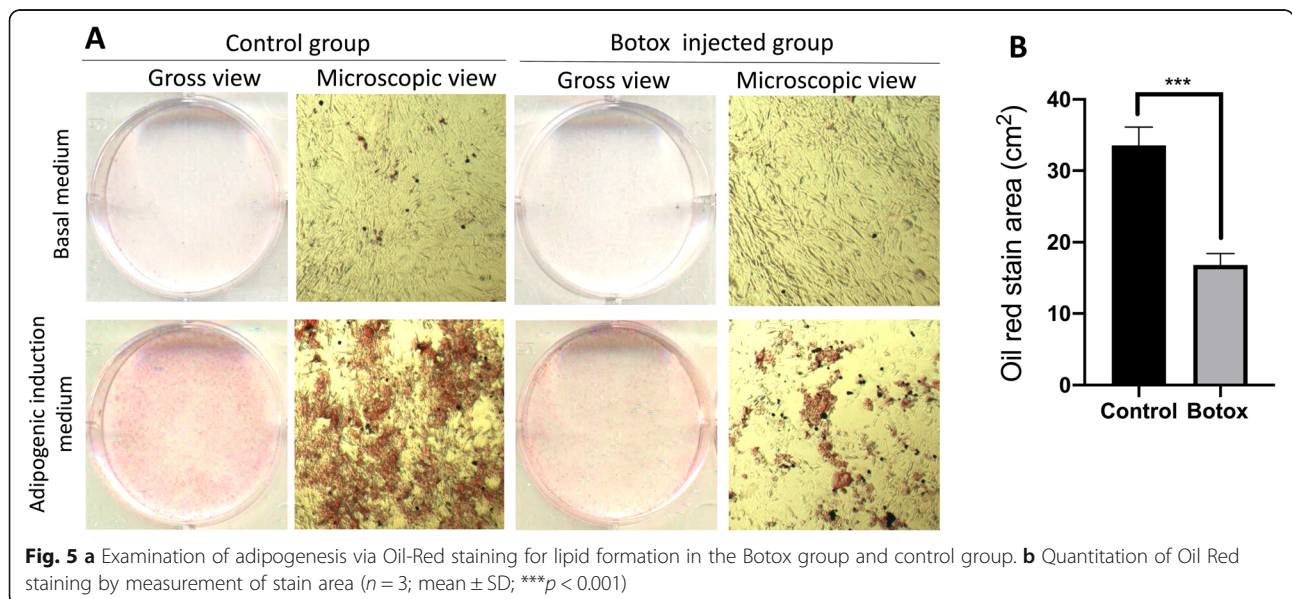 A
Control group
Botox injected group
Gross view
Microscopic view
Gross view
Microscopic view
Basal medium
Adipogenic induction
medium
B
***
Oil red stain area (cm²)
40
30
20
10
0
Control Botox
Fig. 5 a Examination of adipogenesis via Oil-Red staining for lipid formation in the Botox group and control group. b Quantitation of Oil Red
staining by measurement of stain area (n = 3; mean ± SD; ***p < 0.001)